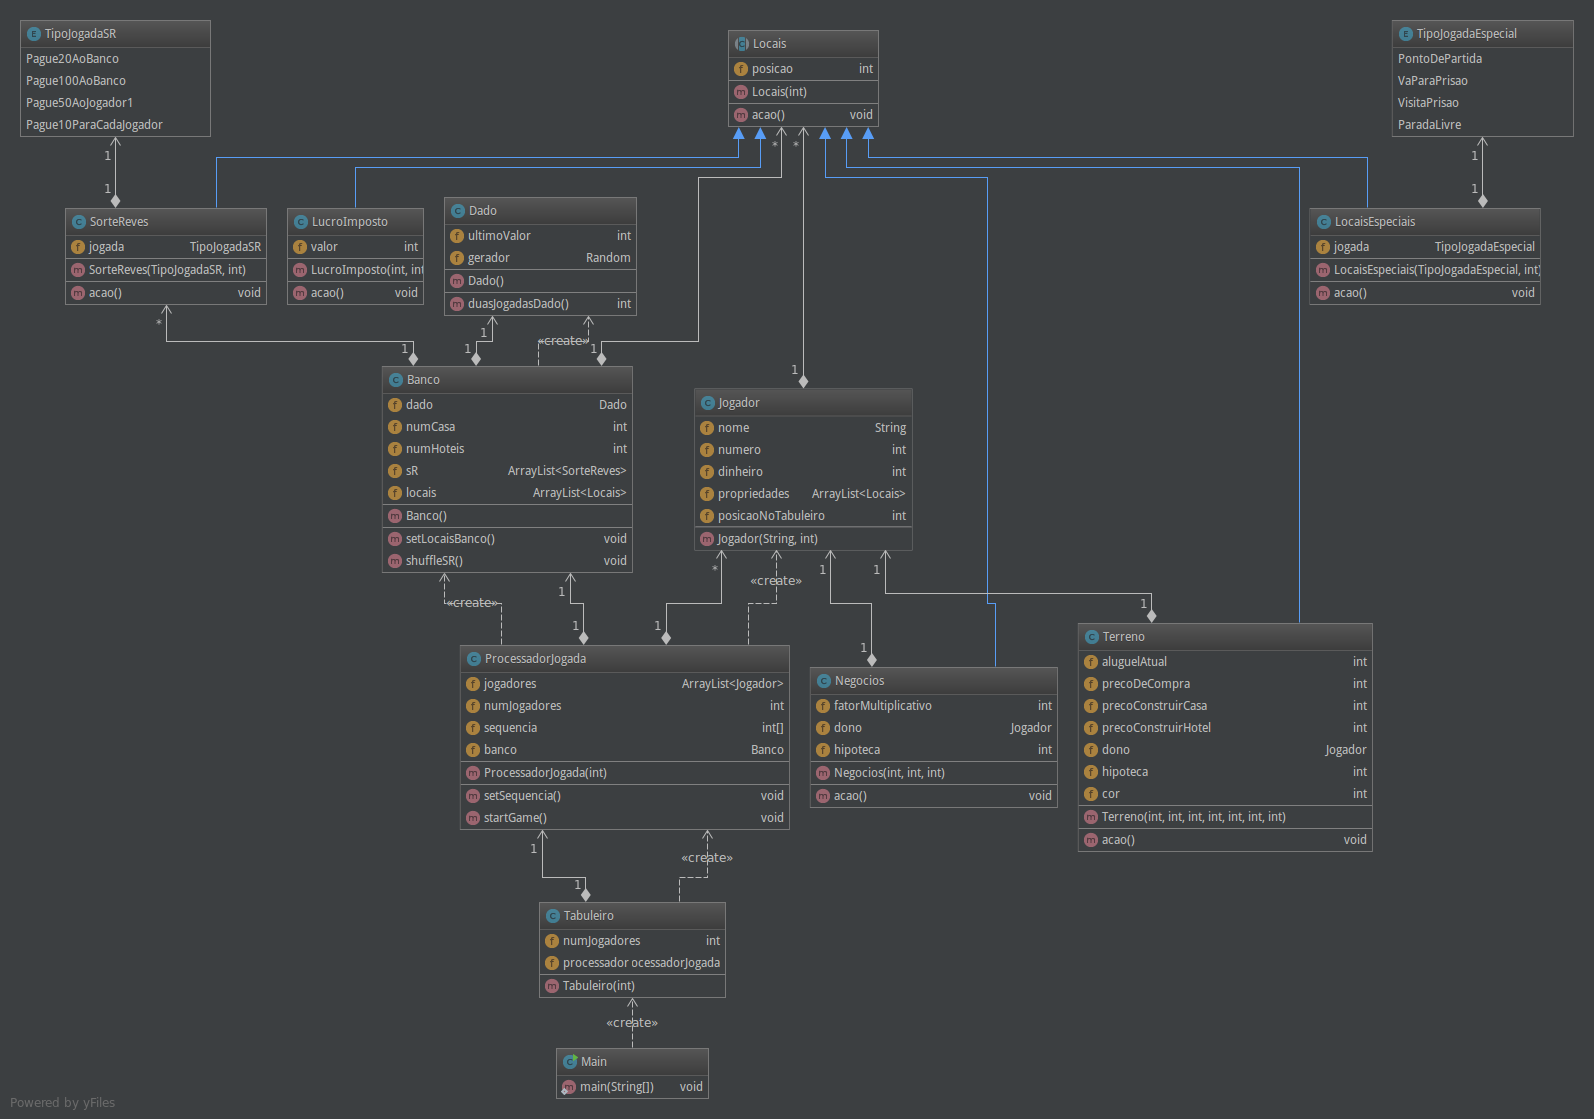 TipoJogadaSR
Pague20AoBanco
Pague100AoBanco
Pague50AoJogador1
Pague10ParaCadaJogador
Locais
posicao int
Locais(int)
acao() void
TipoJogadaEspecial
PontoDePartida
VaParaPrisao
VisitaPrisao
ParadaLivre
1
1
*
*
1
1
SorteReves
jogada TipoJogadaSR
SorteReves(TipoJogadaSR, int)
acao() void
LucroImposto
valor int
LucroImposto(int, int
acao() void
Dado
ultimoValor int
gerador Random
Dado()
duasJogadasDado() int
LocaisEspeciais
jogada TipoJogadaEspecial
LocaisEspeciais(TipoJogadaEspecial, int)
acao() void
*
1
1
1
«create»
1
1
Banco
dado Dado
numCasa int
numHoteis int
sR ArrayList<SorteReves>
locais ArrayList<Locais>
Banco()
setLocaisBanco() void
shuffleSR() void
Jogador
nome String
numero int
dinheiro int
propriedades ArrayList<Locais>
posicaoNoTabuleiro int
Jogador(String, int)
«create»
1
1
*
1
«create»
1
1
1
1
ProcessadorJogada
jogadores ArrayList<Jogador>
numJogadores int
sequencia int[]
banco Banco
ProcessadorJogada(int)
setSequencia() void
startGame() void
Negocios
fatorMultiplicativo int
dono Jogador
hipoteca int
Negocios(int, int, int)
acao() void
Terreno
aluguelAtual int
precoDeCompra int
precoConstruirCasa int
precoConstruirHotel int
dono Jogador
hipoteca int
cor int
Terreno(int, int, int, int, int, int, int)
acao() void
1
1
«create»
Tabuleiro
numJogadores int
processador ocessadorJogada
Tabuleiro(int)
«create»
Main
main(String[]) void
Powered by yFiles